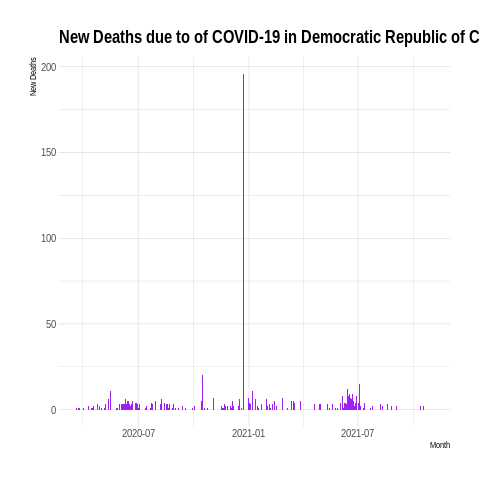 New Deaths due to of COVID-19 in Democratic Republic of C
New Deaths
200
150
100
50
0
2020-07 2021-01 2021-07
Month